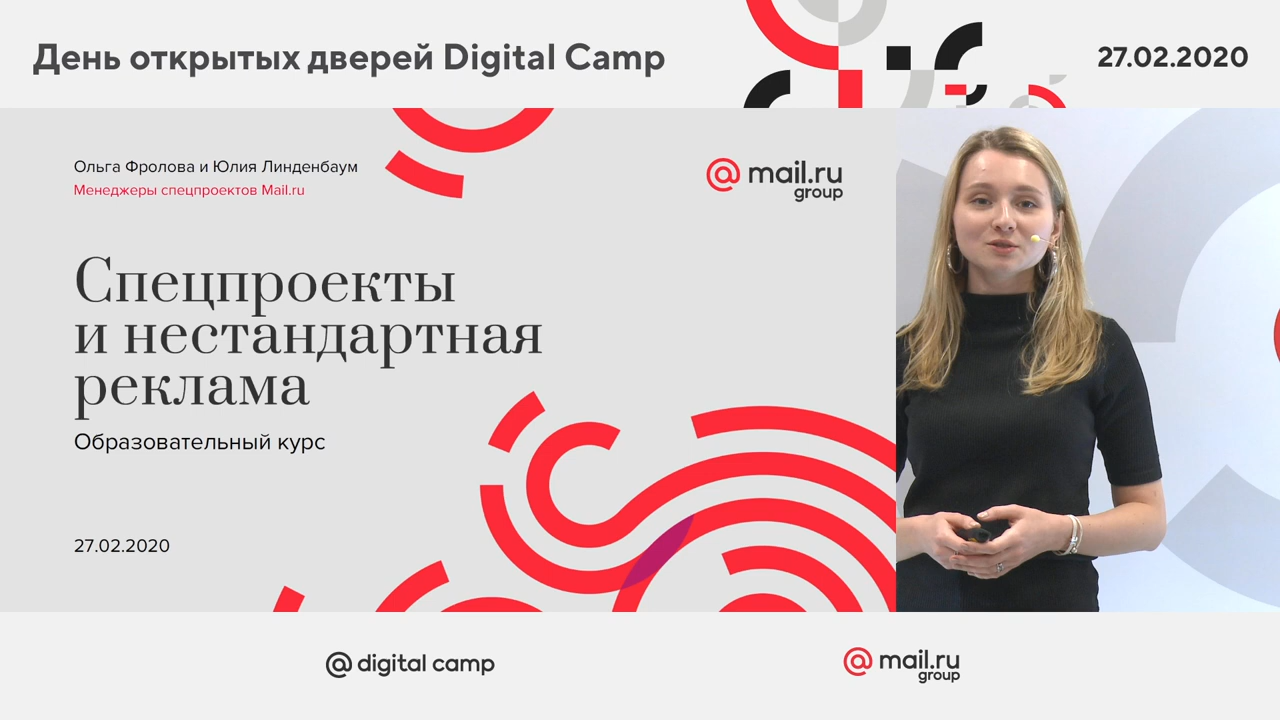 День открытых дверей Digital Camp
27.02.2020
Ольга Фролова и Юлия Линденбаум
Менеджеры спецпроектов Mail.ru
@mail.ru
group
Спецпроекты
и нестандартная
реклама
Образовательный курс
27.02.2020
@digital camp
@mail.ru
group